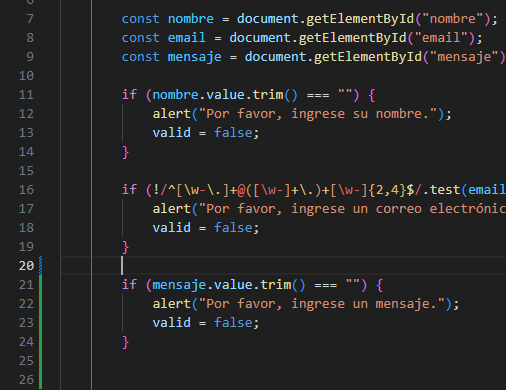 7 const nombre = document.getElementById("nombre");
8 const email = document.getElementById("email");
9 const mensaje = document.getElementById("mensaje")
10
11 if (nombre.value.trim() === "") {
12 alert("Por favor, ingrese su nombre.");
13 valid = false;
14 }
15
16 if (!/^[\w-\.]+@([\w-]+\.)+[\w-]{2,4}$/.test(email
17 alert("Por favor, ingrese un correo electrónic
18 valid = false;
19 }
20
21 if (mensaje.value.trim() === "") {
22 alert("Por favor, ingrese un mensaje.");
23 valid = false;
24 }
25
26